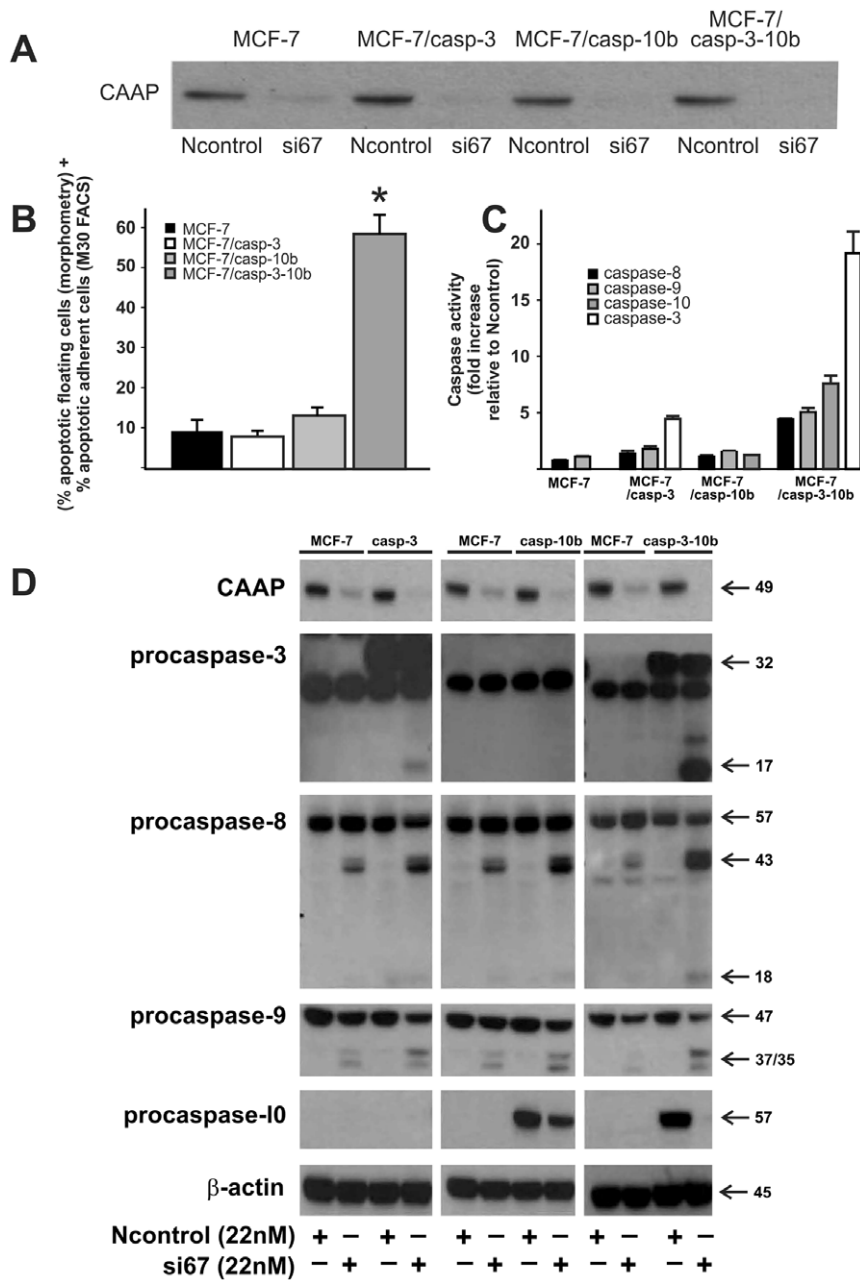 A
MCF-7 MCF-7/casp-3 MCF-7/casp-10b MCF-7/
casp-3-10b
CAAP
Ncontrol si67 Ncontrol si67 Ncontrol si67 Ncontrol si67
B
(% apoptotic floating cells (morphometry) +
% apoptotic adherent cells (M30 FACS)
60
50
40
30
20
10
MCF-7
MCF-7/casp-3
MCF-7/casp-10b
MCF-7/casp-3-10b
*
C
Caspase activity
(fold increase
relative to Ncontrol)
20
15
10
5
caspase-8
caspase-9
caspase-10
caspase-3
MCF-7 MCF-7
/casp-3 MCF-7
/casp-10b MCF-7
/casp-3-10b
D
MCF-7 casp-3 MCF-7 casp-10b MCF-7 casp-3-10b
CAAP ← 49
procaspase-3 ← 32
← 17
procaspase-8 ← 57
← 43
← 18
procaspase-9 ← 47
← 37/35
procaspase-l0 ← 57
β-actin ← 45
Ncontrol (22nM) + − + − + − + − + − + −
si67 (22nM) − + − + − + − + − + − +